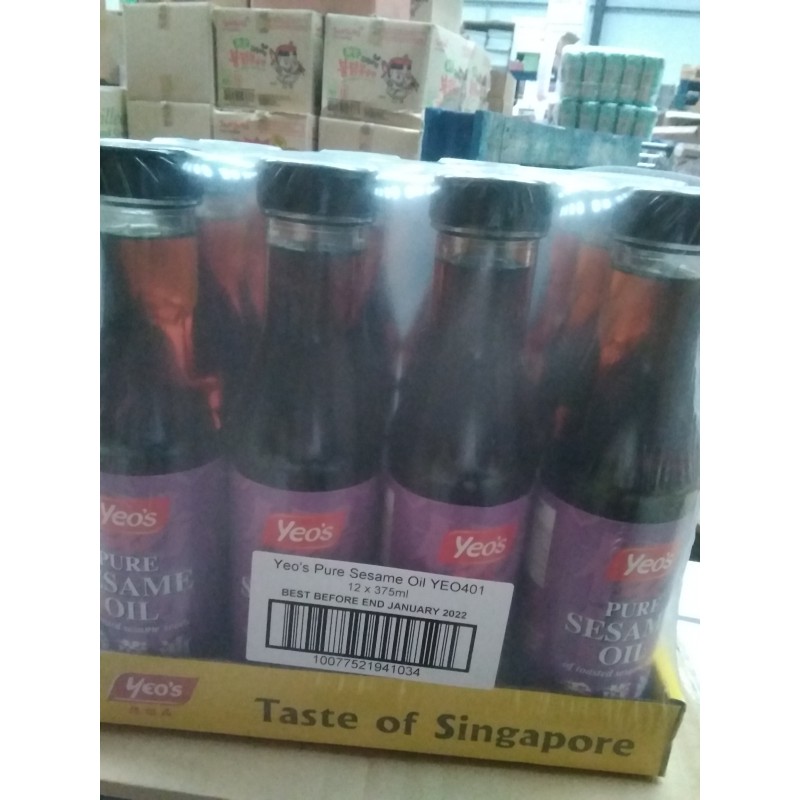 Yeo's
Yeo's
Yeo's
Yeo's
PURE
SESAME
OIL
PURE
SESAME
OIL
Yeo's Pure Sesame Oil YEO401
12 x 375ml
BEST BEFORE END JANUARY 2022
10077521941034
Yeo's
Taste of Singapore